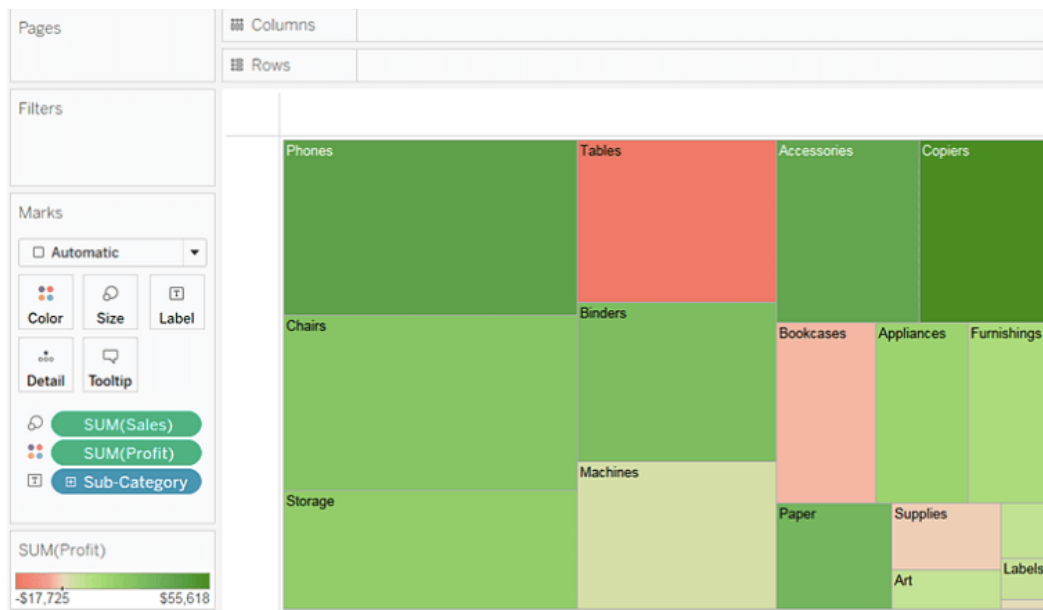 Pages
Columns
Rows
Filters
Marks
Automatic
Color
Size
Label
Detail
Tooltip
SUM(Sales)
SUM(Profit)
Sub-Category
SUM(Profit)
-$17,725
$55,618
Phones
Tables
Accessories
Copiers
Chairs
Binders
Bookcases
Appliances
Furnishings
Storage
Machines
Paper
Supplies
Art
Labels